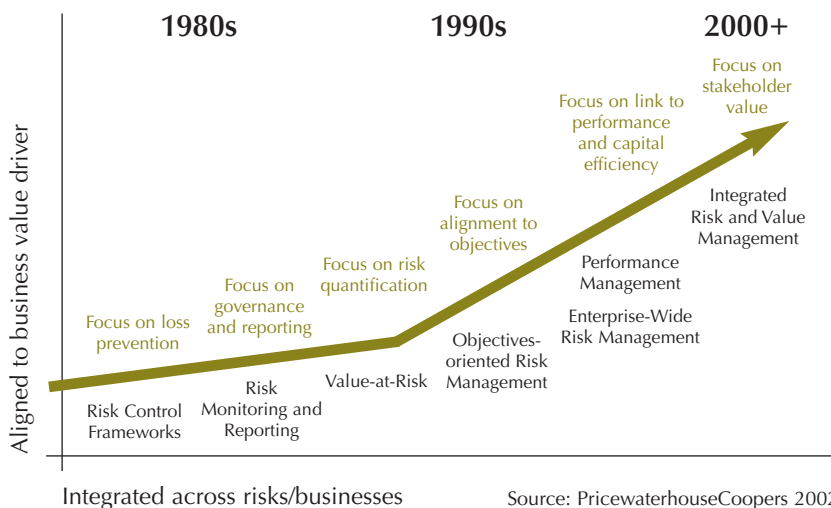 1980s
1990s
2000+
Focus on
stakeholder
value
Focus on link to
performance
and capital
efficiency
Focus on
alignment to
objectives
Focus on risk
quantification
Focus on
governance
and reporting
Focus on loss
prevention
Integrated
Risk and Value
Management
Performance
Management
Enterprise-Wide
Risk Management
Objectives-
oriented Risk
Management
Value-at-Risk
Risk
Monitoring and
Reporting
Risk Control
Frameworks
Aligned to business value driver
Integrated across risks/businesses
Source: PricewaterhouseCoopers 2002